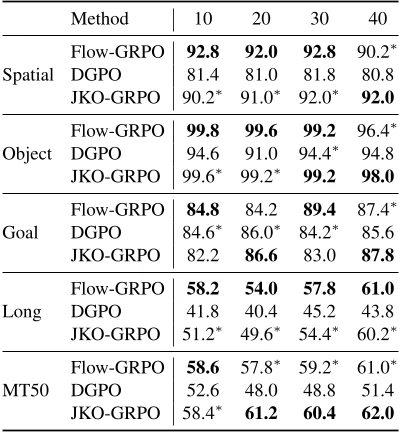 Method 10 20 30 40
Flow-GRPO 92.8 92.0 92.8 90.2*
Spatial DGPO 81.4 81.0 81.8 80.8
JKO-GRPO 90.2* 91.0* 92.0* 92.0
Flow-GRPO 99.8 99.6 99.2 96.4*
Object DGPO 94.6 91.0 94.4* 94.8
JKO-GRPO 99.6* 99.2* 99.2 98.0
Flow-GRPO 84.8 84.2 89.4 87.4*
Goal DGPO 84.6* 86.0* 84.2* 85.6
JKO-GRPO 82.2 86.6 83.0 87.8
Flow-GRPO 58.2 54.0 57.8 61.0
Long DGPO 41.8 40.4 45.2 43.8
JKO-GRPO 51.2* 49.6* 54.4* 60.2*
Flow-GRPO 58.6 57.8* 59.2* 61.0*
MT50 DGPO 52.6 48.0 48.8 51.4
JKO-GRPO 58.4* 61.2 60.4 62.0